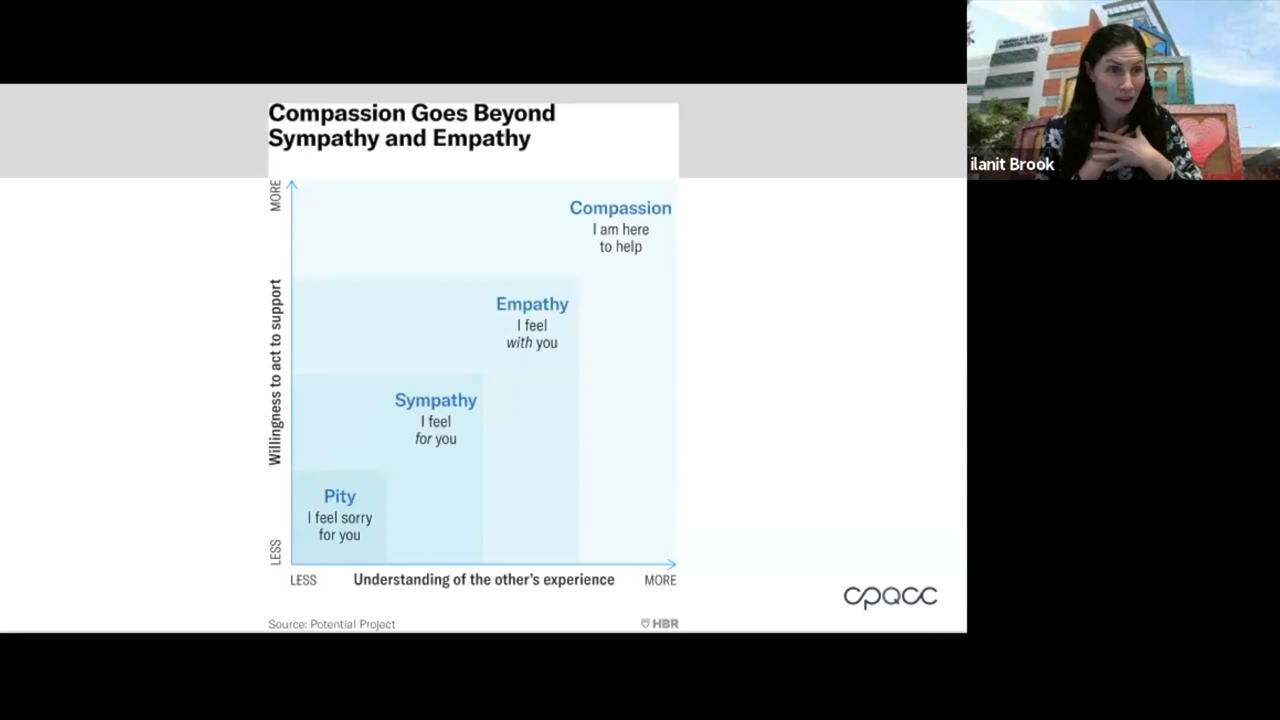 Compassion Goes Beyond
Sympathy and Empathy
MORE
Willingness to act to support
LESS
Compassion
I am here
to help
Empathy
I feel
with you
Sympathy
I feel
for you
Pity
I feel sorry
for you
LESS
Understanding of the other's experience
MORE
Source: Potential Project
HBR
cpqcc
ilanit Brook